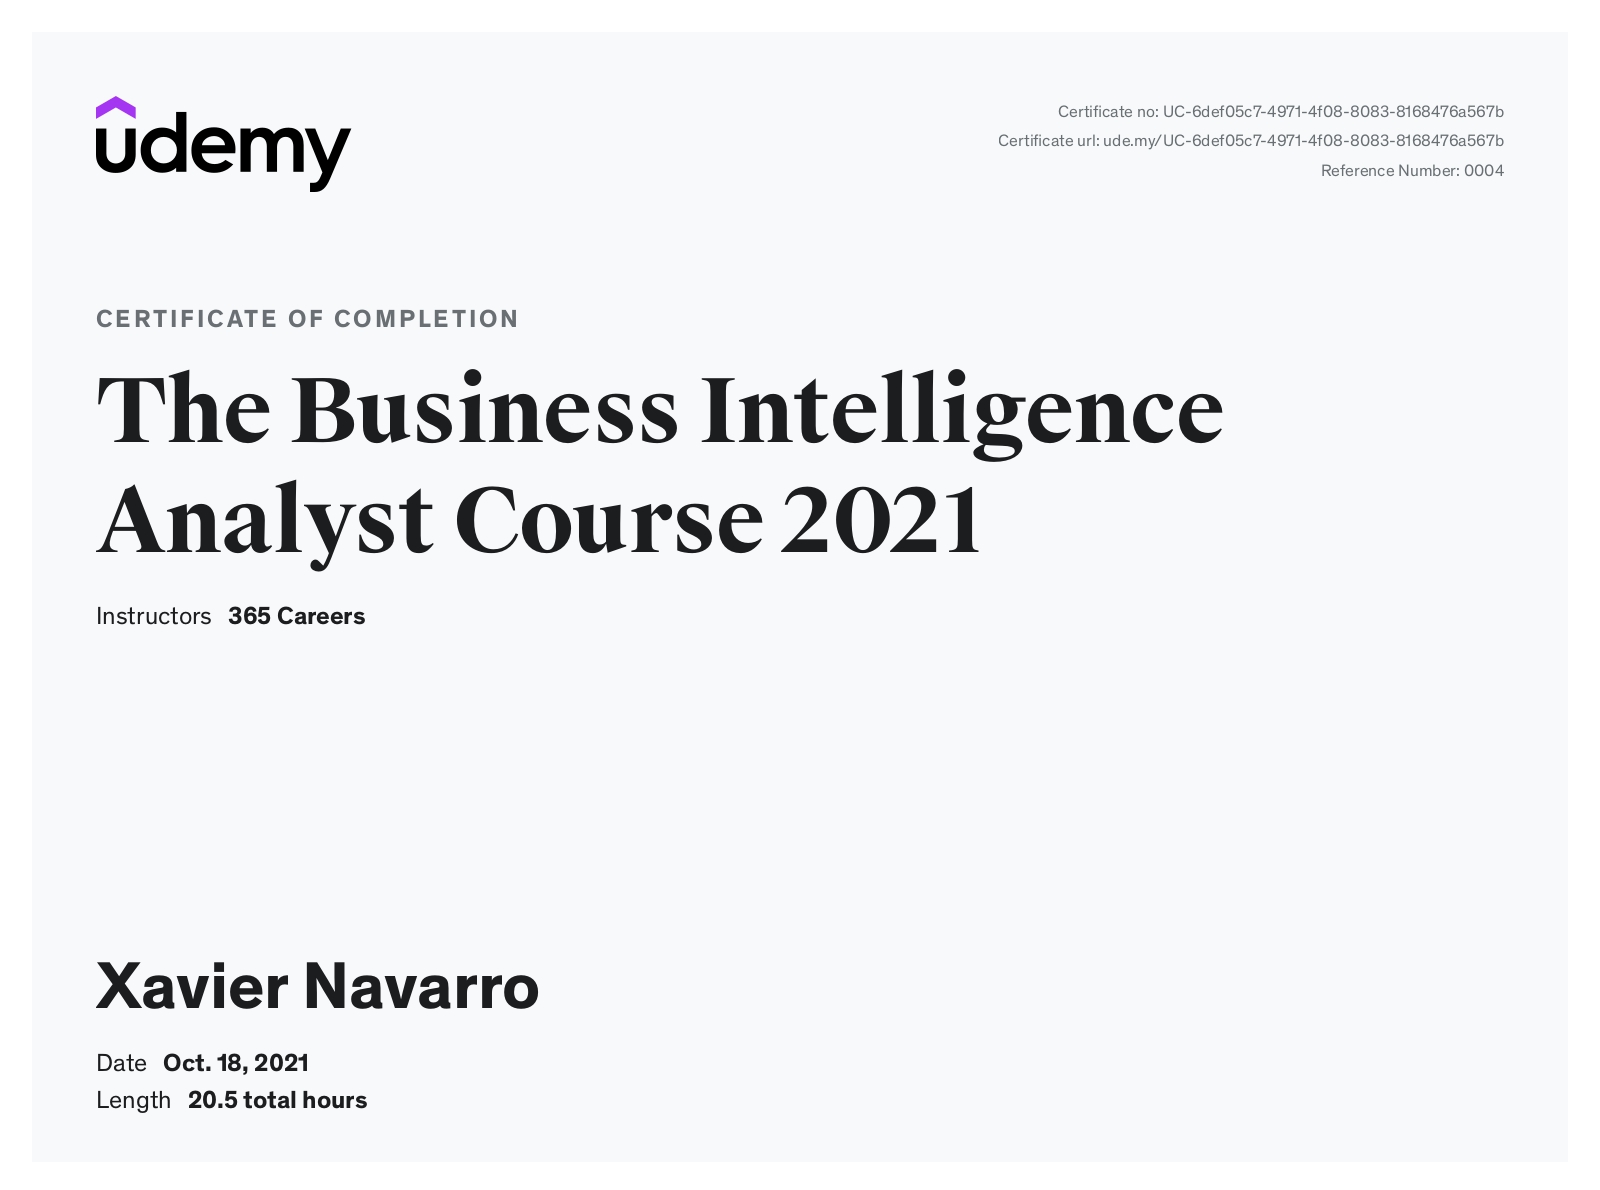 udemy
Certificate no: UC-6def05c7-4971-4f08-8083-8168476a567b
Certificate url: ude.my/UC-6def05c7-4971-4f08-8083-8168476a567b
Reference Number: 0004
CERTIFICATE OF COMPLETION
The Business Intelligence
Analyst Course 2021
Instructors 365 Careers
Xavier Navarro
Date Oct. 18, 2021
Length 20.5 total hours